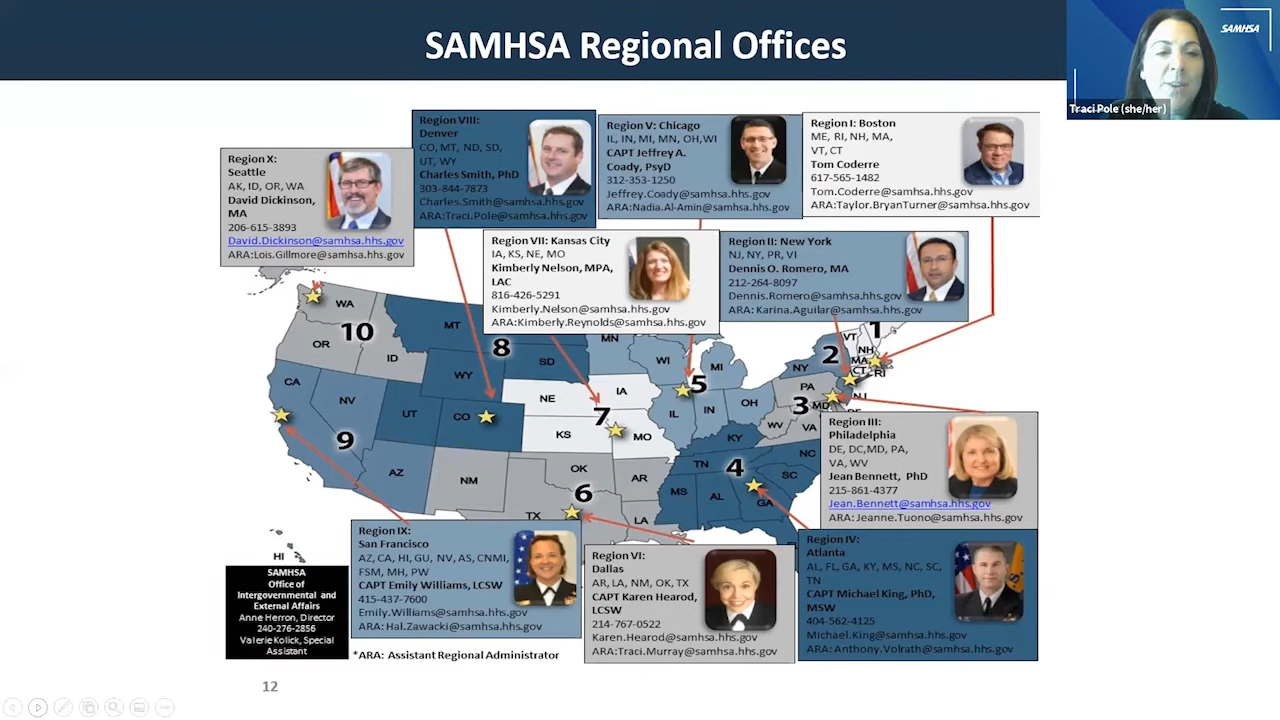 SAMHSA Regional Offices
SAMHSA
Traci Pole (she/her)
Region X:
Seattle
AK, ID, OR, WA
David Dickinson,
MA
206-615-3893
David.Dickinson@samhsa.hhs.gov
ARA:Lois.Gillmore@samhsa.hhs.gov
Region VIII:
Denver
CO, MT, ND, SD,
UT, WY
Charles Smith, PhD
303-844-7873
Charles.Smith@samhsa.hhs.gov
ARA:Traci.Pole@samhsa.hhs.gov
Region V: Chicago
IL, IN, MI, MN, OH,WI
CAPT Jeffrey A.
Coady, PsyD
312-353-1250
Jeffrey.Coady@samhsa.hhs.gov
ARA:Nadia.Al-Amin@samhsa.hhs.gov
Region I: Boston
ME, RI, NH, MA,
VT, CT
Tom Coderre
617-565-1482
Tom.Coderre@samhsa.hhs.gov
ARA:Taylor.BryanTurner@samhsa.hhs.gov
Region VII: Kansas City
IA, KS, NE, MO
Kimberly Nelson, MPA,
LAC
816-426-5291
Kimberly.Nelson@samhsa.hhs.gov
ARA:Kimberly.Reynolds@samhsa.hhs.gov
Region II: New York
NJ, NY, PR, VI
Dennis O. Romero, MA
212-264-8097
Dennis.Romero@samhsa.hhs.gov
ARA: Karina.Aguilar@samhsa.hhs.gov
WA
10
OR
ID
MT
8
SD
WY
MN
WI
5
MI
NY
2
VT
1
NH
MA
CT
RI
CA
NV
UT
CO
9
AZ
NE
IA
7
KS
MO
IL
IN
OH
PA
3
MD
NJ
WV
VA
KY
NM
OK
6
TX
AR
LA
TN
4
NC
SC
MS
AL
GA
HI
Region III:
Philadelphia
DE, DC,MD, PA,
VA, WV
Jean Bennett, PhD
215-861-4377
Jean.Bennett@samhsa.hhs.gov
ARA: Jeanne.Tuono@samhsa.hhs.gov
SAMHSA
Office of
Intergovernmental and
External Affairs
Anne Herron, Director
240-276-2856
Valerie Kolick, Special
Assistant
Region IX:
San Francisco
AZ, CA, HI, GU, NV, AS, CNMI,
FSM, MH, PW
CAPT Emily Williams, LCSW
415-437-7600
Emily.Williams@samhsa.hhs.gov
ARA: Hal.Zawacki@samhsa.hhs.gov
Region VI:
Dallas
AR, LA, NM, OK, TX
CAPT Karen Hearod,
LCSW
214-767-0522
Karen.Hearod@samhsa.hhs.gov
ARA:Traci.Murray@samhsa.hhs.gov
Region IV:
Atlanta
AL, FL, GA, KY, MS, NC, SC,
TN
CAPT Michael King, PhD,
MSW
404-562-4125
Michael.King@samhsa.hhs.gov
ARA: Anthony.Volrath@samhsa.hhs.gov
*ARA: Assistant Regional Administrator
12